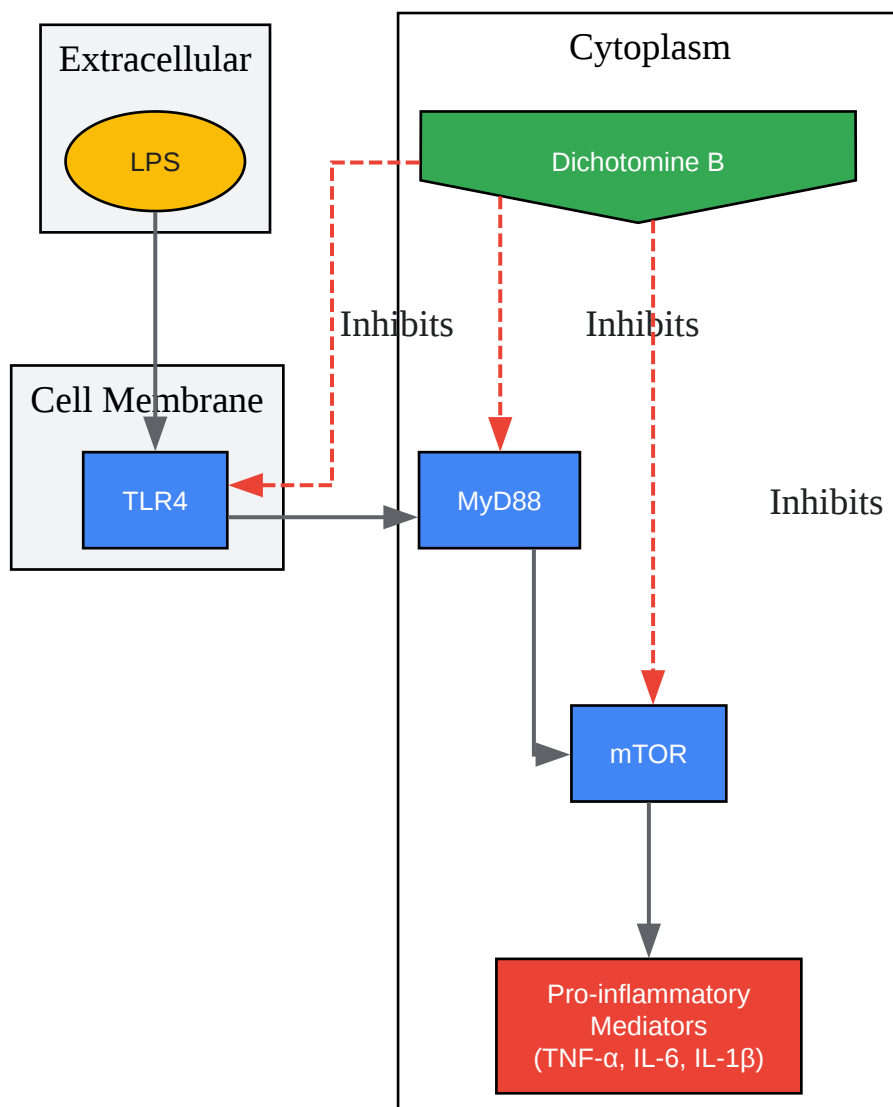 Extracellular
Cytoplasm
LPS
Dichotomine B
Inhibits
Inhibits
Cell Membrane
TLR4
MyD88
Inhibits
mTOR
Pro-inflammatory
Mediators
(TNF-α, IL-6, IL-1β)